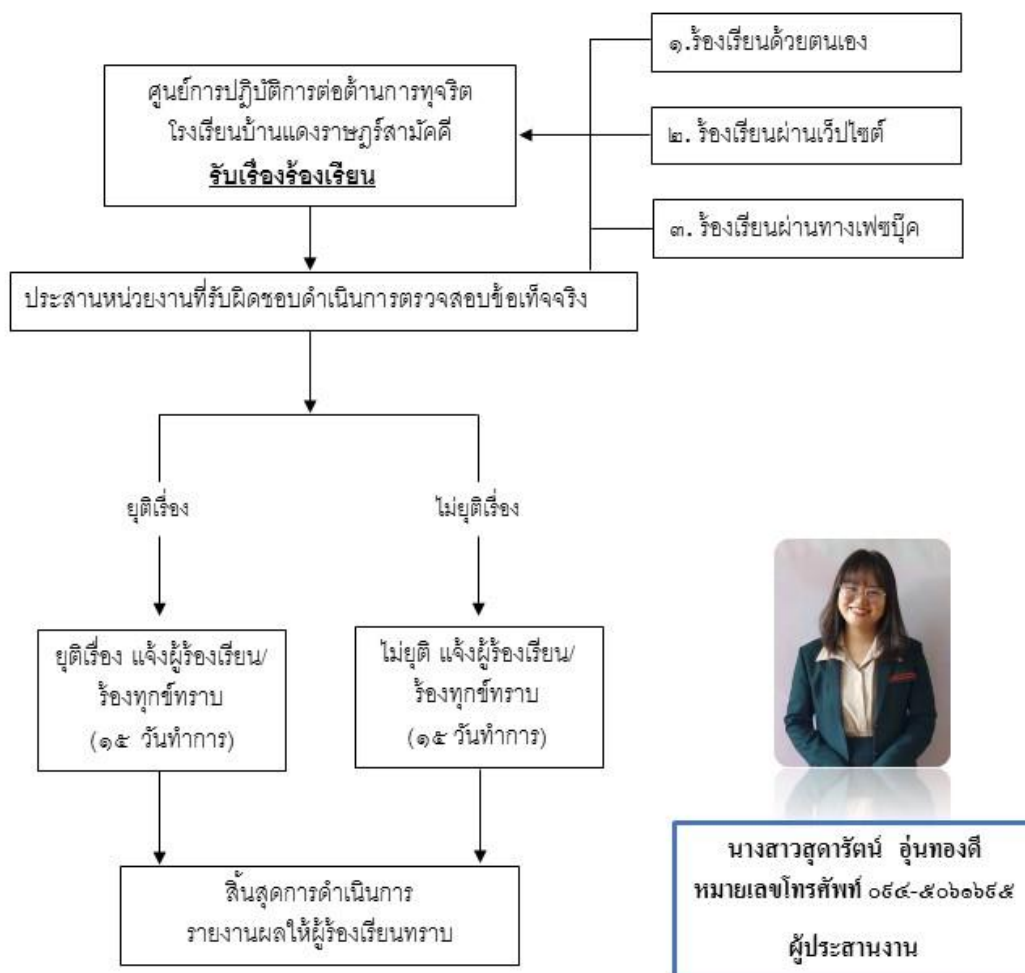 ศูนย์การปฏิบัติการต่อต้านการทุจริต
โรงเรียนบ้านแดงราษฎร์สามัคคี
รับเรื่องร้องเรียน
๑.ร้องเรียนด้วยตนเอง
๒. ร้องเรียนผ่านเว็ปไซต์
๓. ร้องเรียนผ่านทางเฟซบุ๊ค
ประสานหน่วยงานที่รับผิดชอบดำเนินการตรวจสอบข้อเท็จจริง
ยุติเรื่อง
ไม่ยุติเรื่อง
ยุติเรื่อง แจ้งผู้ร้องเรียน/
ร้องทุกข์ทราบ
(๑๕ วันทำการ)
ไม่ยุติ แจ้งผู้ร้องเรียน/
ร้องทุกข์ทราบ
(๑๕ วันทำการ)
สิ้นสุดการดำเนินการ
รายงานผลให้ผู้ร้องเรียนทราบ
นางสาวสุดารัตน์ อุ่นทองดี
หมายเลขโทรศัพท์ ๐๙๔-๕๐๖๑๖๙๕
ผู้ประสานงาน